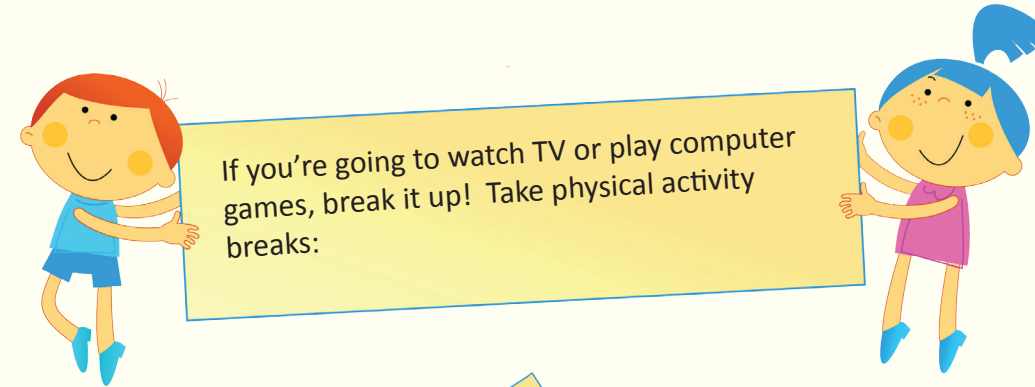 If you're going to watch TV or play computer
games, break it up!  Take physical activity
breaks: